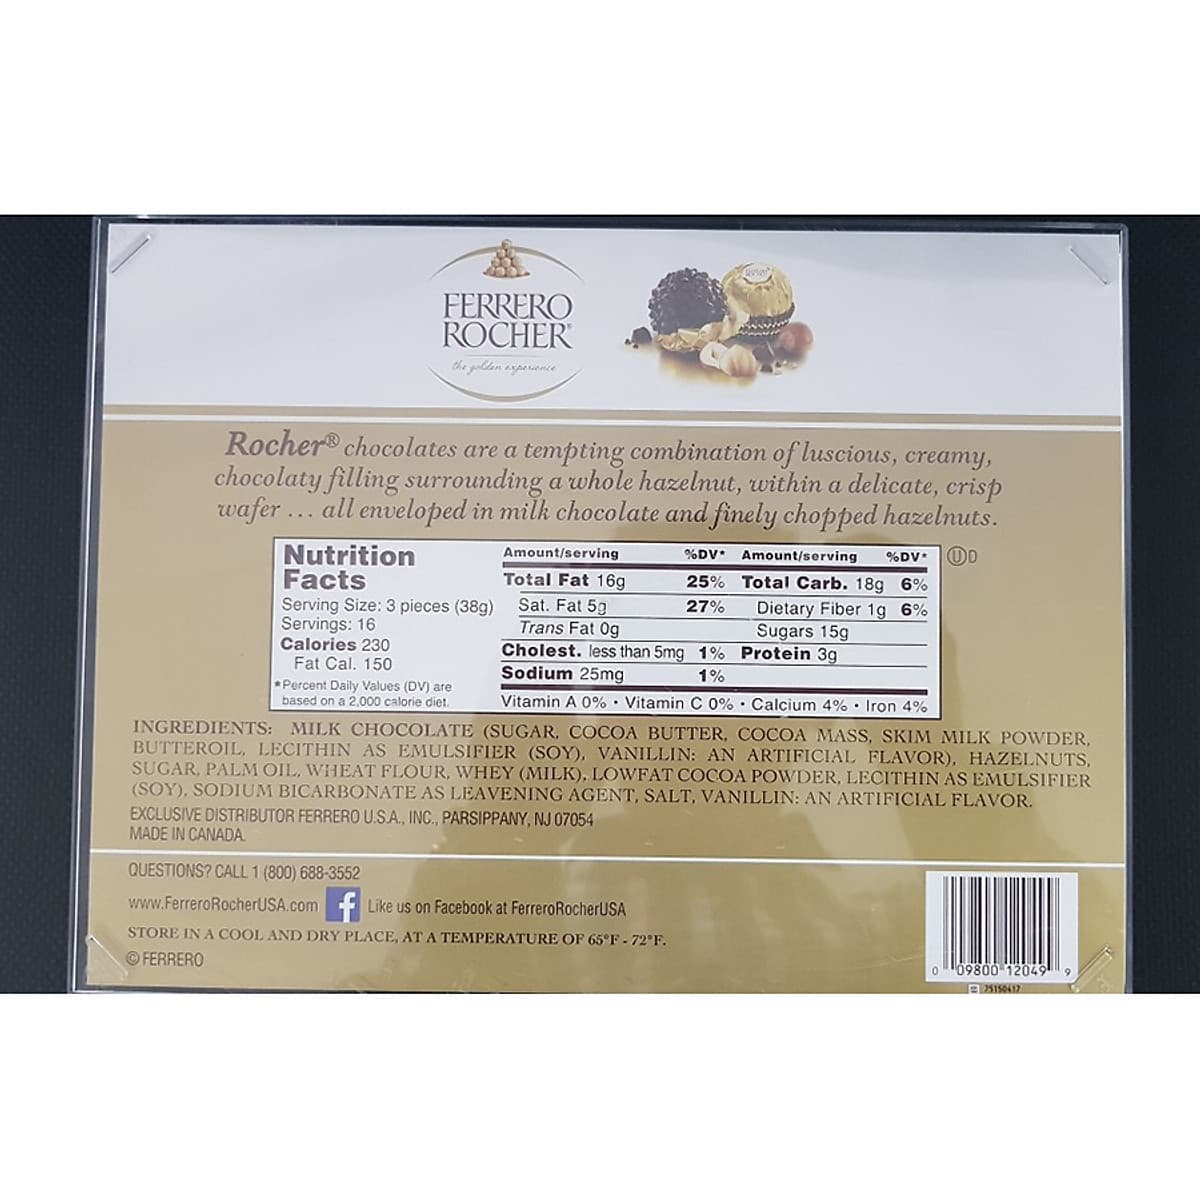 FERRERO
ROCHER®
the golden experience
Rocher® chocolates are a tempting combination of luscious, creamy,
chocolaty filling surrounding a whole hazelnut, within a delicate, crisp
wafer ... all enveloped in milk chocolate and finely chopped hazelnuts.
Nutrition
Facts
Serving Size: 3 pieces (38g)
Servings: 16
Calories 230
Fat Cal. 150
*Percent Daily Values (DV) are
based on a 2,000 calorie diet.
Amount/serving %DV* Amount/serving %DV*
Total Fat 16g 25% Total Carb. 18g 6%
Sat. Fat 5g 27% Dietary Fiber 1g 6%
Trans Fat 0g Sugars 15g
Cholest. less than 5mg 1% Protein 3g
Sodium 25mg 1%
Vitamin A 0% • Vitamin C 0% • Calcium 4% • Iron 4%
ⓊD
INGREDIENTS: MILK CHOCOLATE (SUGAR, COCOA BUTTER, COCOA MASS, SKIM MILK POWDER,
BUTTEROIL, LECITHIN AS EMULSIFIER (SOY), VANILLIN: AN ARTIFICIAL FLAVOR), HAZELNUTS,
SUGAR, PALM OIL, WHEAT FLOUR, WHEY (MILK), LOWFAT COCOA POWDER, LECITHIN AS EMULSIFIER
(SOY), SODIUM BICARBONATE AS LEAVENING AGENT, SALT, VANILLIN: AN ARTIFICIAL FLAVOR.
EXCLUSIVE DISTRIBUTOR FERRERO U.S.A., INC., PARSIPPANY, NJ 07054
MADE IN CANADA.
QUESTIONS? CALL 1 (800) 688-3552
www.FerreroRocherUSA.com f Like us on Facebook at FerreroRocherUSA
STORE IN A COOL AND DRY PLACE, AT A TEMPERATURE OF 65°F - 72°F.
© FERRERO
0 09800 12049 9
75150417